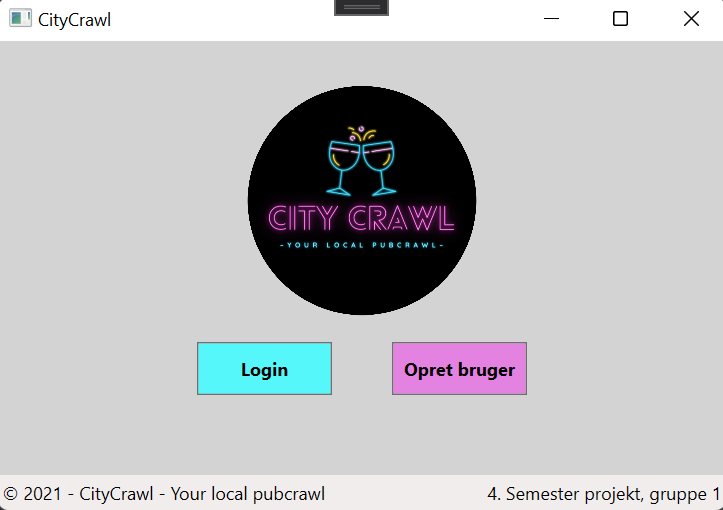 CityCrawl
CITY CRAWL
-YOUR LOCAL PUBCRAWL-
Login
Opret bruger
© 2021 - CityCrawl - Your local pubcrawl
4. Semester projekt, gruppe 1